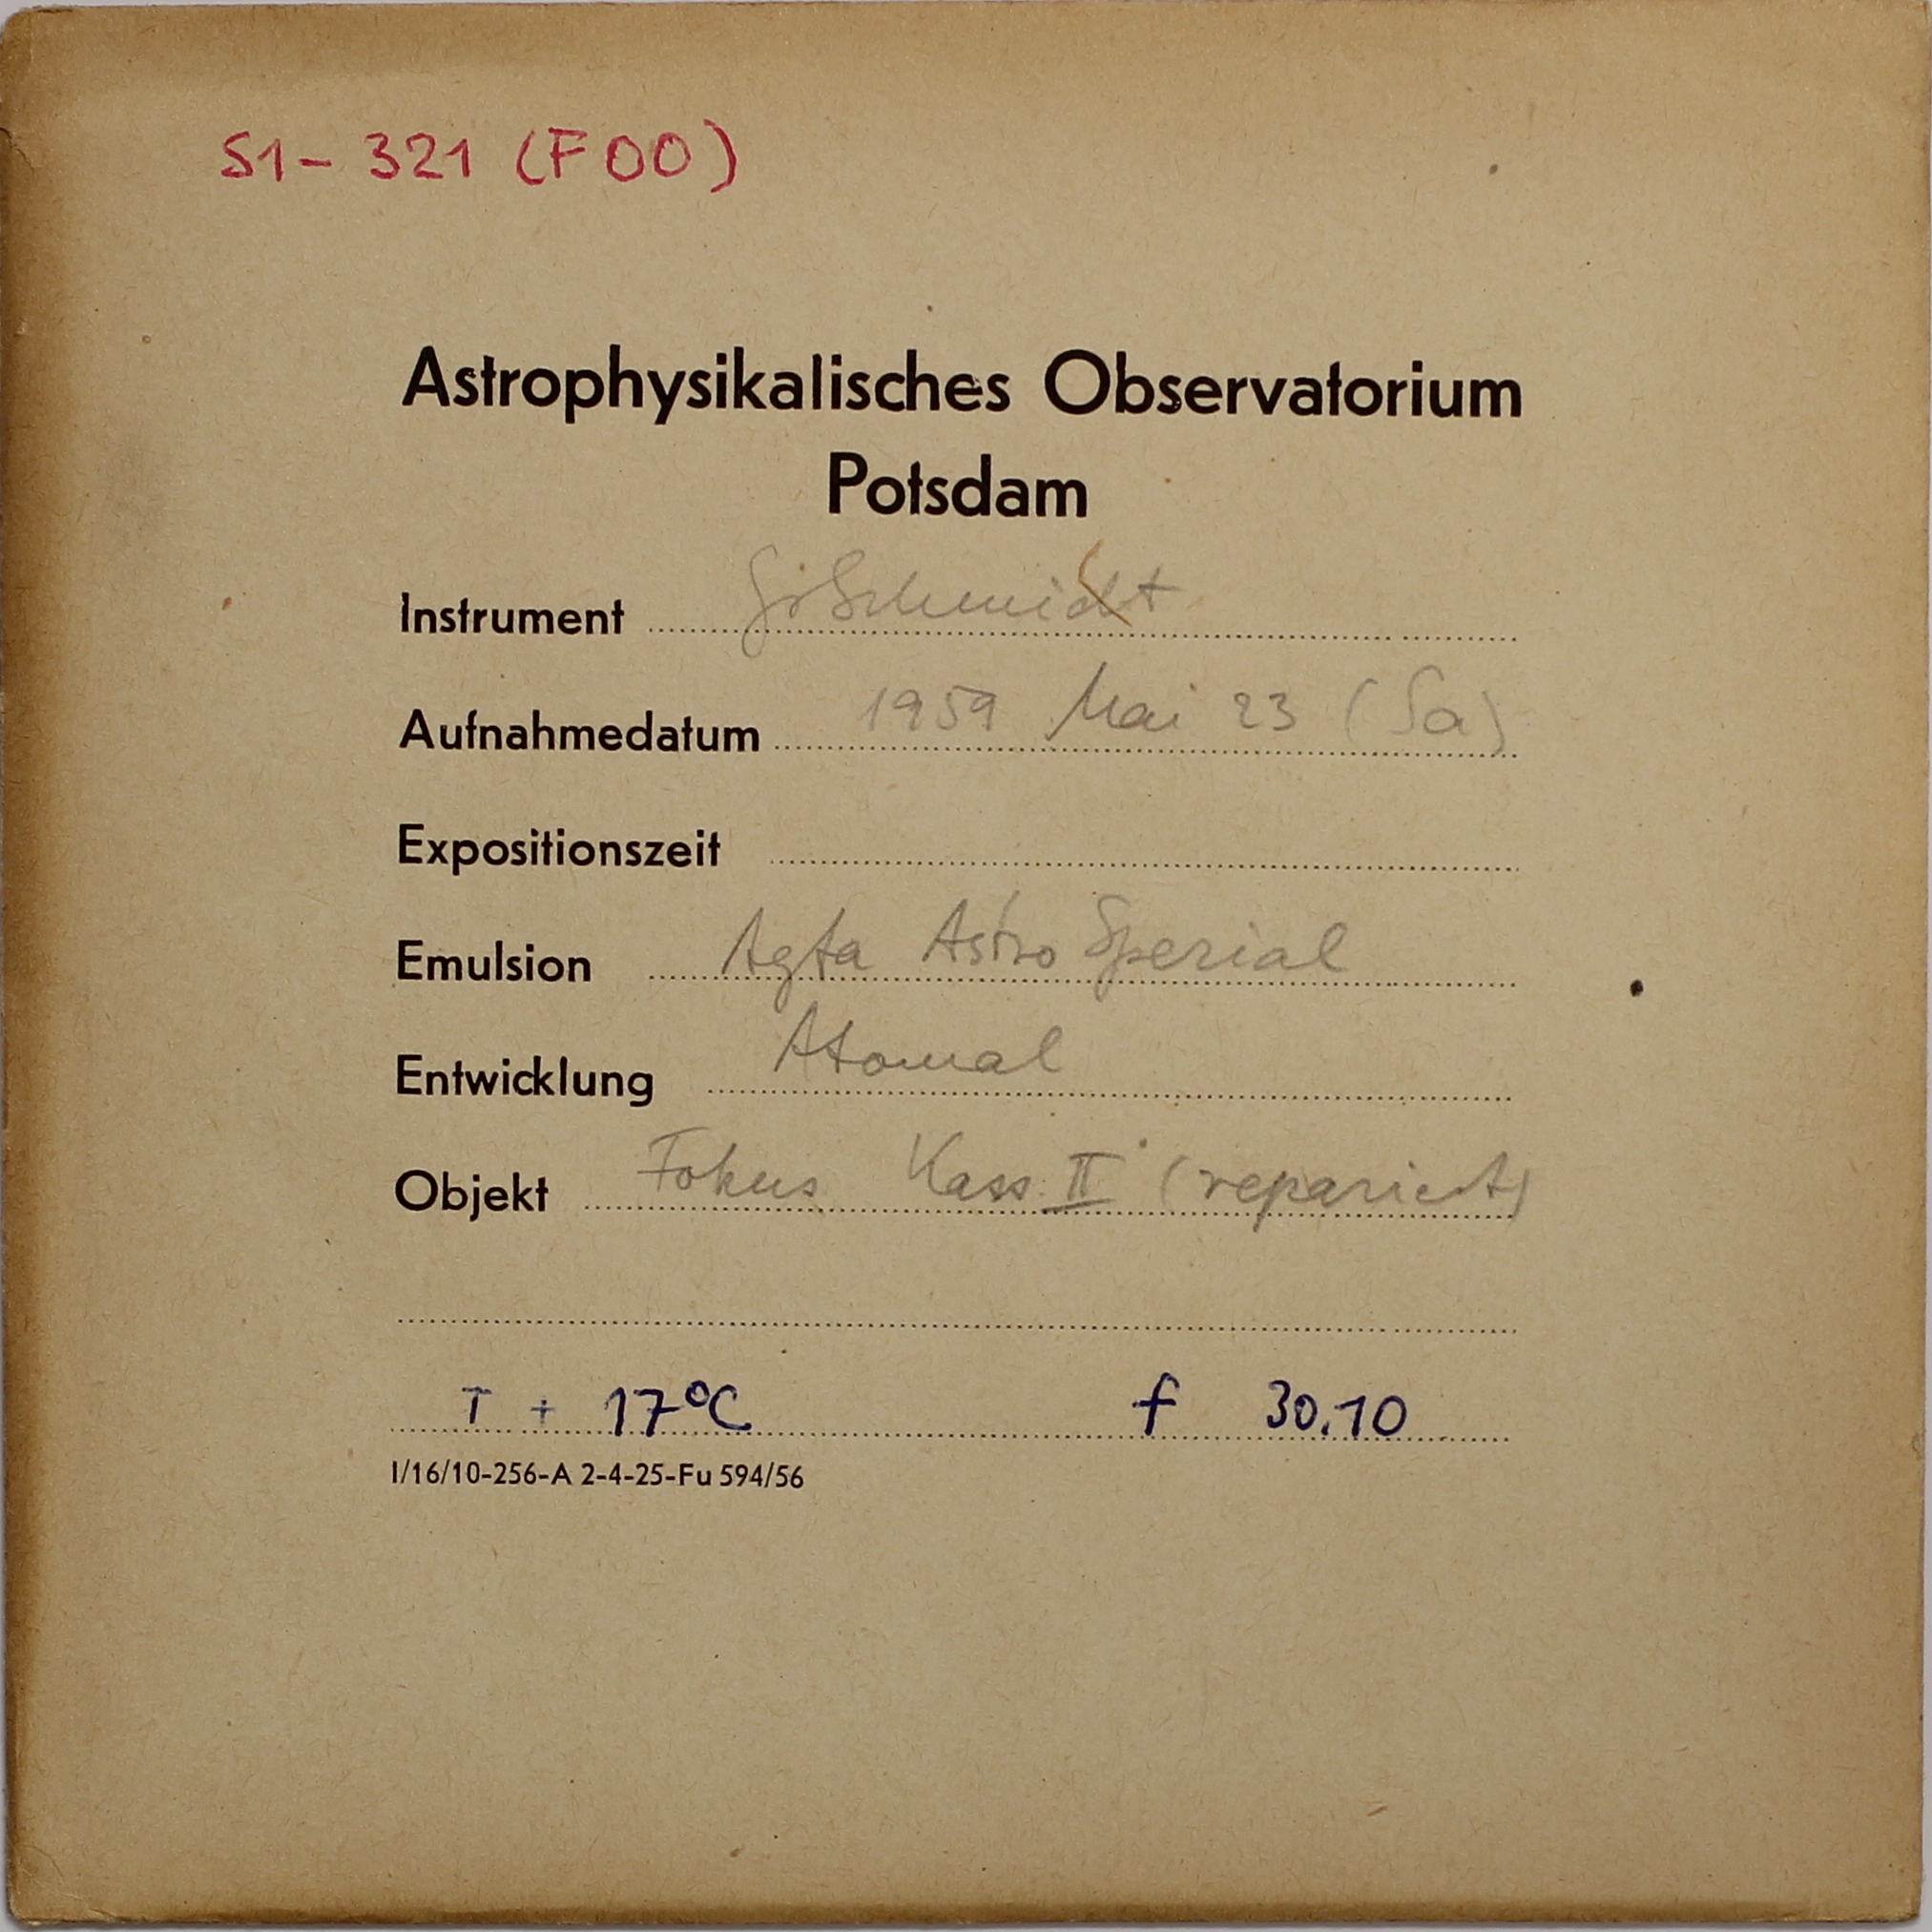 S1 - 321 (F00)
Astrophysikalisches Observatorium
Potsdam
Instrument Schmidt
Aufnahmedatum 1959 Mai 23 (Sa)
Expositionszeit
Emulsion Agfa Astro Spezial
Entwicklung Atomal
Objekt Fokus Kass. II (repariert)
T + 17°C f 30.10
I/16/10-256-A 2-4-25-Fu 594/56